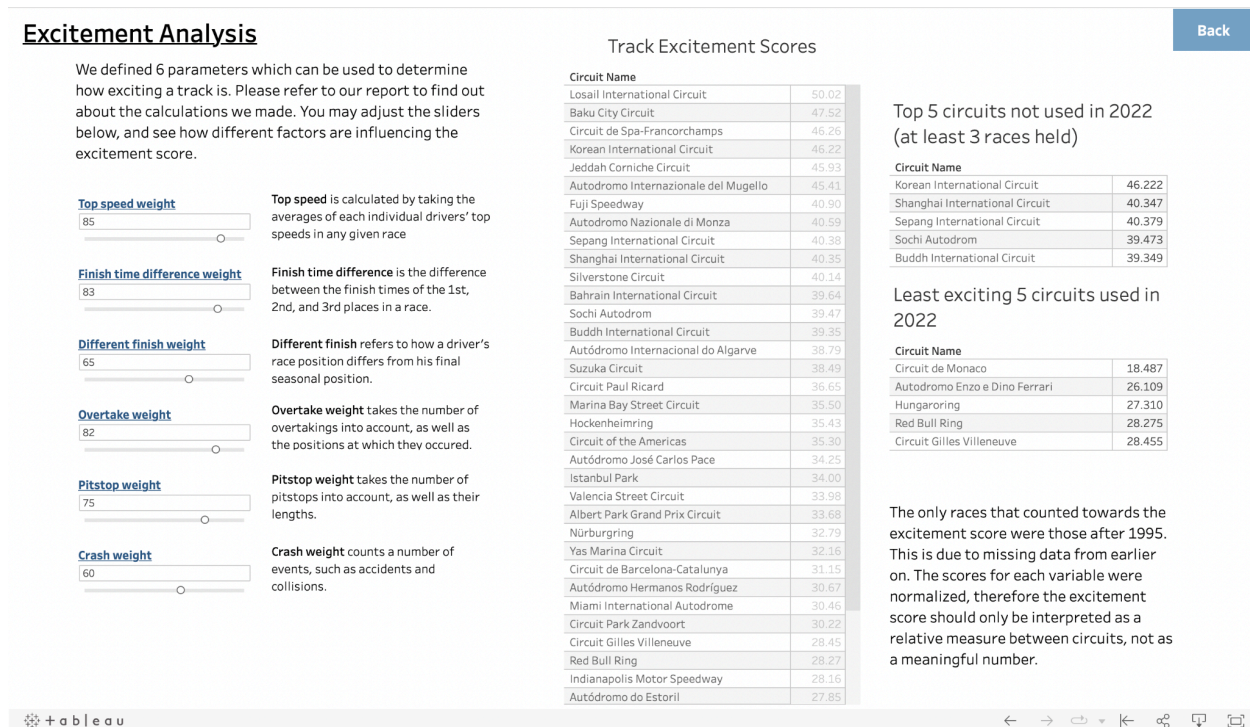 Excitement Analysis
Back
We defined 6 parameters which can be used to determine
how exciting a track is. Please refer to our report to find out
about the calculations we made. You may adjust the sliders
below, and see how different factors are influencing the
excitement score.
Top speed weight
85
Top speed is calculated by taking the
averages of each individual drivers' top
speeds in any given race
Finish time difference weight
83
Finish time difference is the difference
between the finish times of the 1st,
2nd, and 3rd places in a race.
Different finish weight
65
Different finish refers to how a driver's
race position differs from his final
seasonal position.
Overtake weight
82
Overtake weight takes the number of
overtakings into account, as well as
the positions at which they occured.
Pitstop weight
75
Pitstop weight takes the number of
pitstops into account, as well as their
lengths.
Crash weight
60
Crash weight counts a number of
events, such as accidents and
collisions.
Track Excitement Scores
Circuit Name
Losail International Circuit 50.02
Baku City Circuit 47.52
Circuit de Spa-Francorchamps 46.26
Korean International Circuit 46.22
Jeddah Corniche Circuit 45.93
Autodromo Internazionale del Mugello 45.41
Fuji Speedway 40.90
Autodromo Nazionale di Monza 40.59
Sepang International Circuit 40.38
Shanghai International Circuit 40.35
Silverstone Circuit 40.14
Bahrain International Circuit 39.64
Sochi Autodrom 39.47
Buddh International Circuit 39.35
Autódromo Internacional do Algarve 38.79
Suzuka Circuit 38.49
Circuit Paul Ricard 36.65
Marina Bay Street Circuit 35.50
Hockenheimring 35.43
Circuit of the Americas 35.30
Autódromo José Carlos Pace 34.25
Istanbul Park 34.00
Valencia Street Circuit 33.98
Albert Park Grand Prix Circuit 33.68
Nürburgring 32.79
Yas Marina Circuit 32.16
Circuit de Barcelona-Catalunya 31.15
Autódromo Hermanos Rodríguez 30.67
Miami International Autodrome 30.46
Circuit Park Zandvoort 30.22
Circuit Gilles Villeneuve 28.45
Red Bull Ring 28.27
Indianapolis Motor Speedway 28.16
Autódromo do Estoril 27.85
Top 5 circuits not used in 2022
(at least 3 races held)
Circuit Name
Korean International Circuit 46.222
Shanghai International Circuit 40.347
Sepang International Circuit 40.379
Sochi Autodrom 39.473
Buddh International Circuit 39.349
Least exciting 5 circuits used in
2022
Circuit Name
Circuit de Monaco 18.487
Autodromo Enzo e Dino Ferrari 26.109
Hungaroring 27.310
Red Bull Ring 28.275
Circuit Gilles Villeneuve 28.455
The only races that counted towards the
excitement score were those after 1995.
This is due to missing data from earlier
on. The scores for each variable were
normalized, therefore the excitement
score should only be interpreted as a
relative measure between circuits, not as
a meaningful number.
+ableau